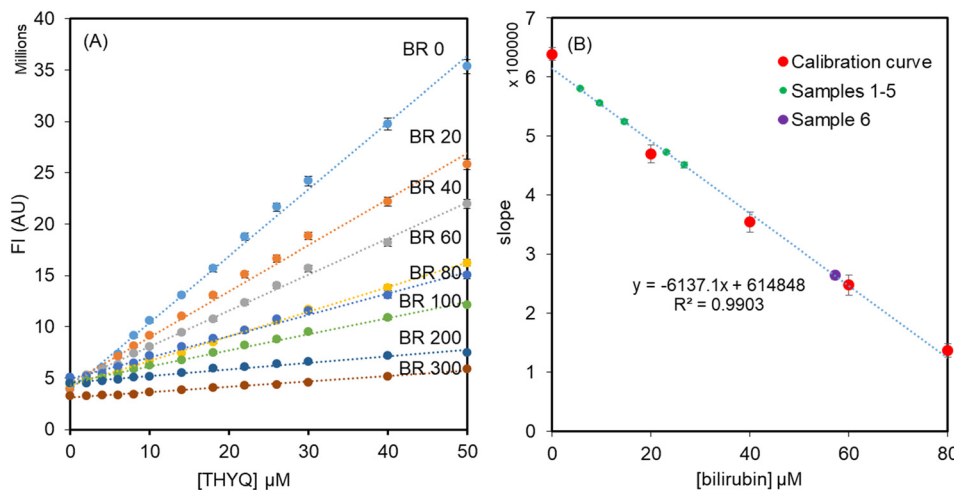 Millions
40
35
30
25
20
15
10
5
0
FI (AU)
(A)
BR 0
BR 20
BR 40
BR 60
BR 80
BR 100
BR 200
BR 300
0 10 20 30 40 50
[THYQ] µM
x 100000
7
6
5
4
3
2
1
0
slope
(B)
Calibration curve
Samples 1-5
Sample 6
y = -6137.1x + 614848
R² = 0.9903
0 20 40 60 80
[bilirubin] µM